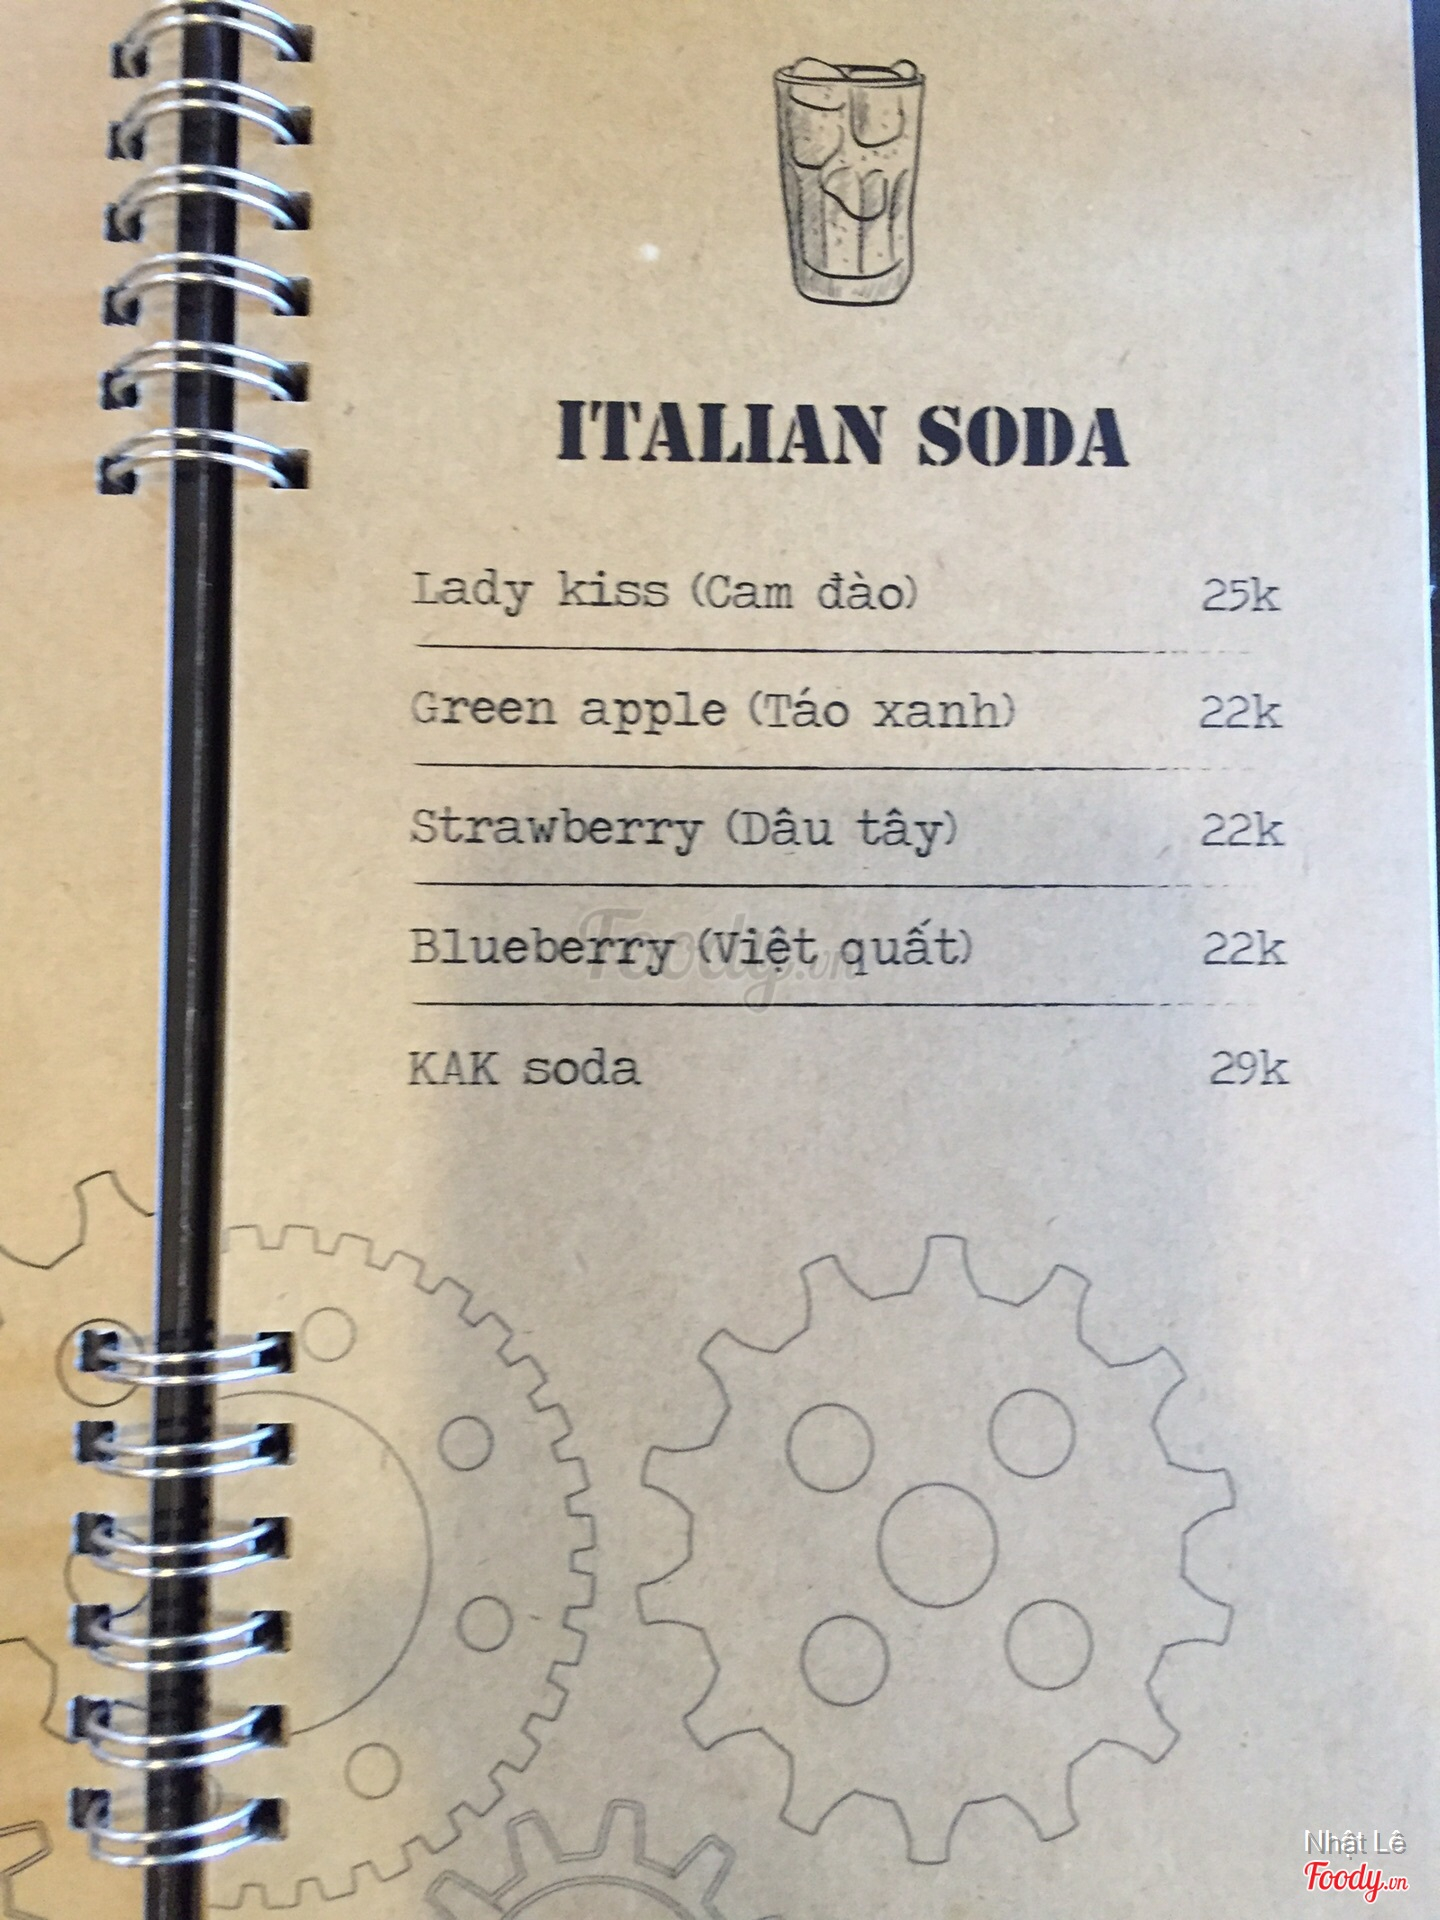 ITALIAN SODA
Lady kiss (Cam đào) 25k
Green apple (Táo xanh) 22k
Strawberry (Dâu tây) 22k
Blueberry (Việt quất) 22k
KAK soda 29k
Foody.vn
Nhật Lê
Foody.vn